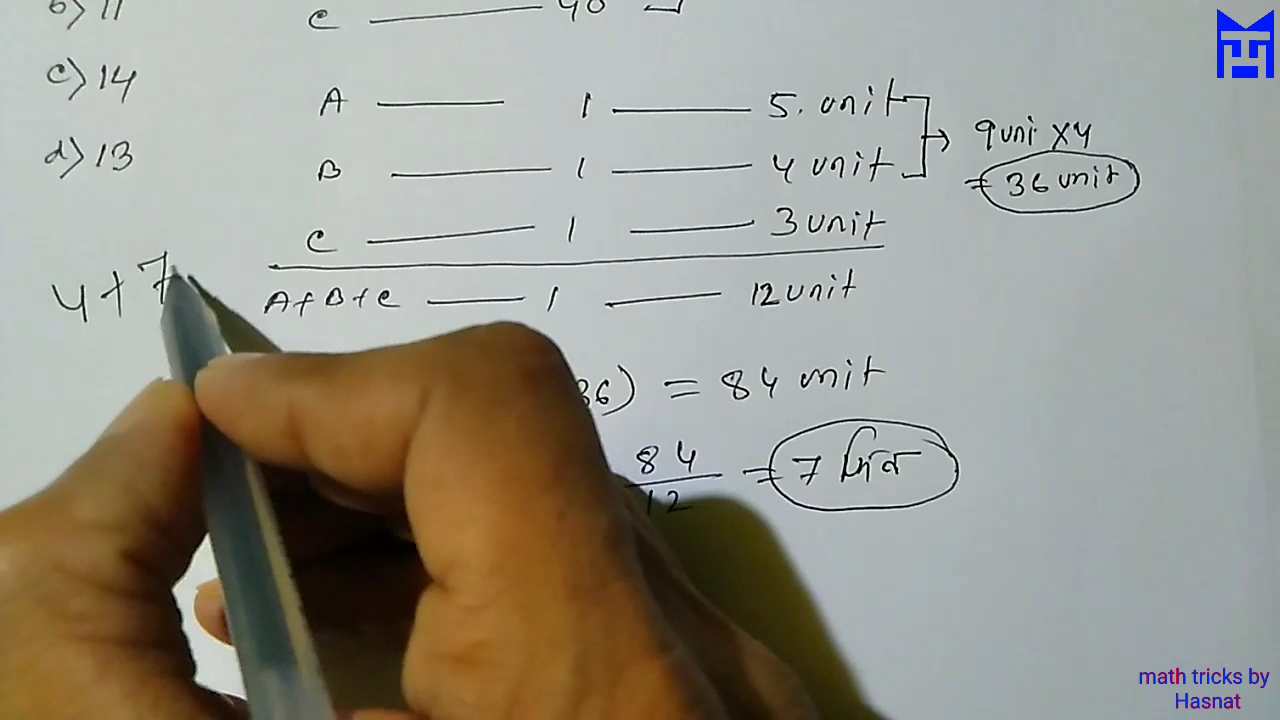 b) 11
C — 40
c) 14
A — 1 — 5. unit
9 uni x 4
d) 13
B — 1 — 4 unit
= 36 unit
C — 1 — 3 unit
4 + 7
A + B + C — 1 — 12 unit
36) = 84 unit
84/12 = 7 দিন
math tricks by
Hasnat